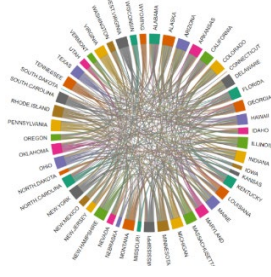 ALABAMA
ALASKA
ARIZONA
ARKANSAS
CALIFORNIA
COLORADO
CONNECTICUT
DELAWARE
FLORIDA
GEORGIA
HAWAII
IDAHO
ILLINOIS
INDIANA
IOWA
KANSAS
KENTUCKY
LOUISIANA
MAINE
MARYLAND
MASSACHUSETTS
MICHIGAN
MINNESOTA
MISSISSIPPI
MISSOURI
MONTANA
NEBRASKA
NEVADA
NEW HAMPSHIRE
NEW JERSEY
NEW MEXICO
NEW YORK
NORTH CAROLINA
NORTH DAKOTA
OHIO
OKLAHOMA
OREGON
PENNSYLVANIA
RHODE ISLAND
SOUTH CAROLINA
SOUTH DAKOTA
TENNESSEE
TEXAS
UTAH
VERMONT
VIRGINIA
WASHINGTON
WEST VIRGINIA
WISCONSIN
WYOMING